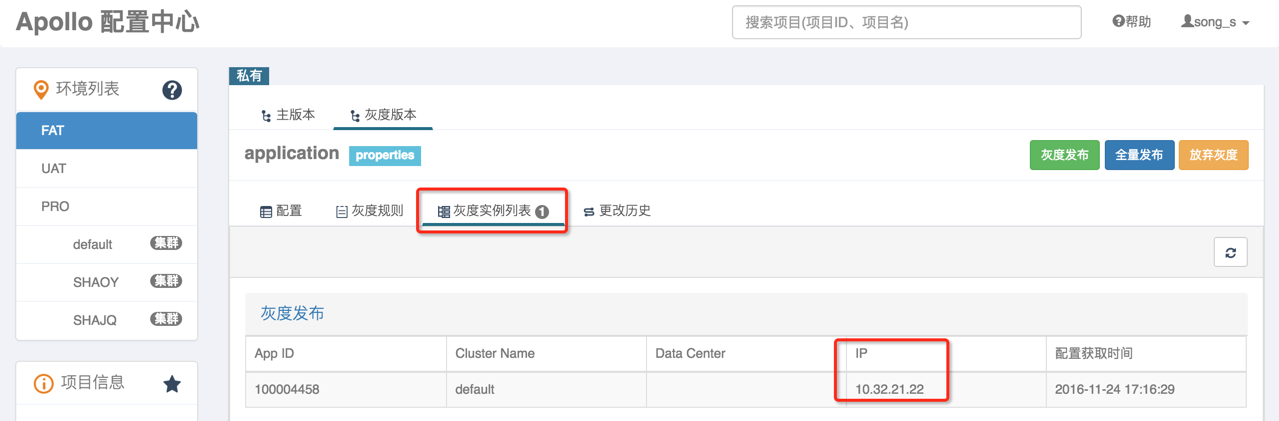 Apollo 配置中心
搜索项目(项目ID、项目名)
帮助
song_s
环境列表
FAT
UAT
PRO
default 集群
SHAOY 集群
SHAJQ 集群
项目信息
私有
主版本 灰度版本
application properties
灰度发布 全量发布 放弃灰度
配置 灰度规则 灰度实例列表 1 更改历史
灰度发布
App ID Cluster Name Data Center IP 配置获取时间
100004458 default 10.32.21.22 2016-11-24 17:16:29